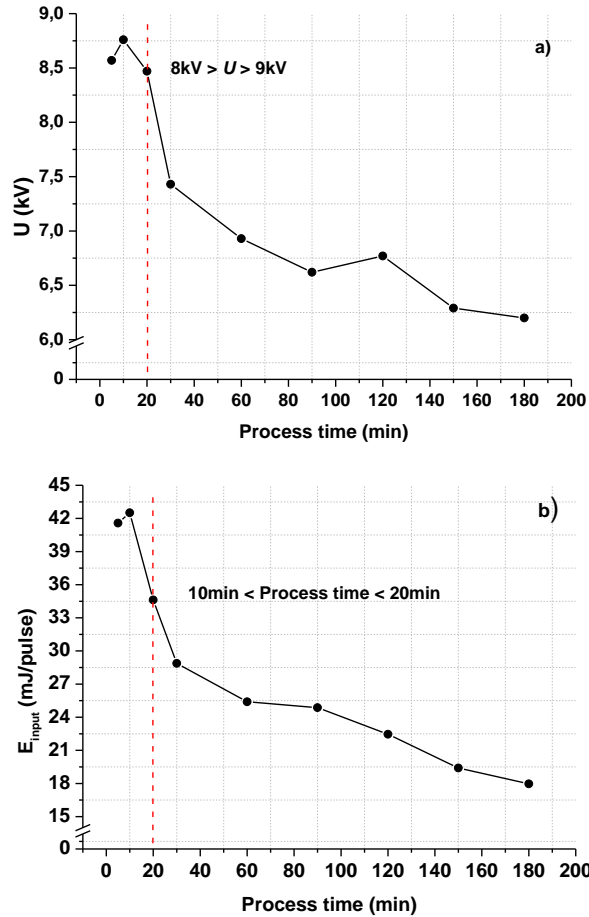 9,0
a)
8kV > U > 9kV
8,5
8,0
7,5
7,0
6,5
6,0
0
U (kV)
0 20 40 60 80 100 120 140 160 180 200
Process time (min)
45
b)
42
39
36
10min < Process time < 20min
33
30
27
24
21
18
15
0
E_input (mJ/pulse)
0 20 40 60 80 100 120 140 160 180 200
Process time (min)